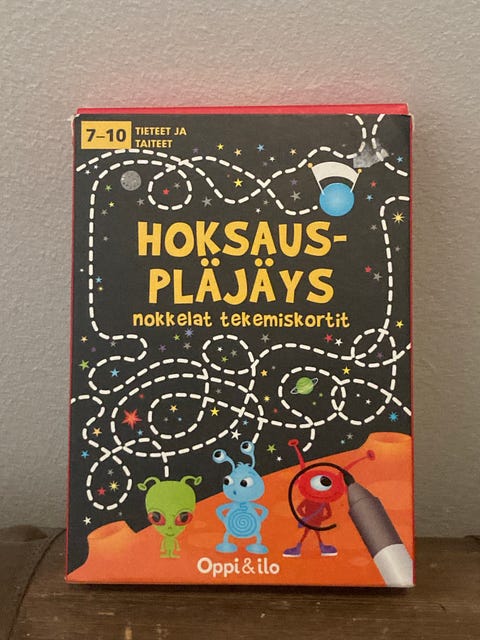 7–10
TIETEET JA
TAITEET
HOKSAUS-
PLÄJÄYS
nokkelat tekemiskortit
Oppi&ilo